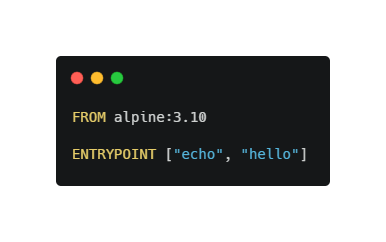 FROM alpine:3.10
ENTRYPOINT ["echo", "hello"]